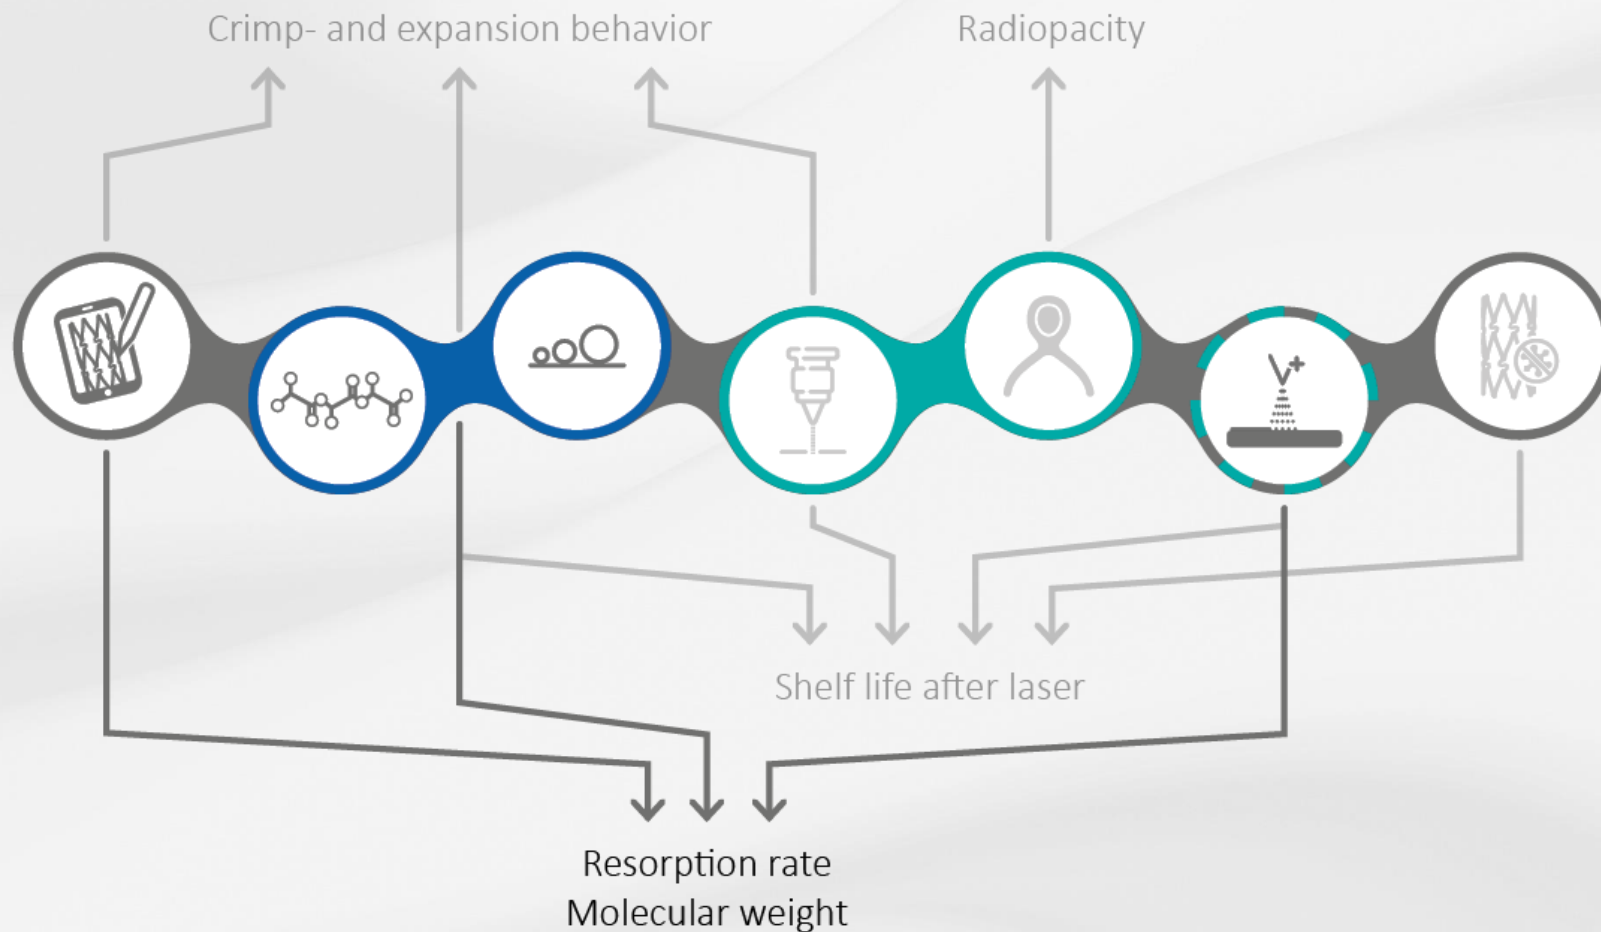 Crimp- and expansion behavior
Radiopacity
Shelf life after laser
Resorption rate
Molecular weight